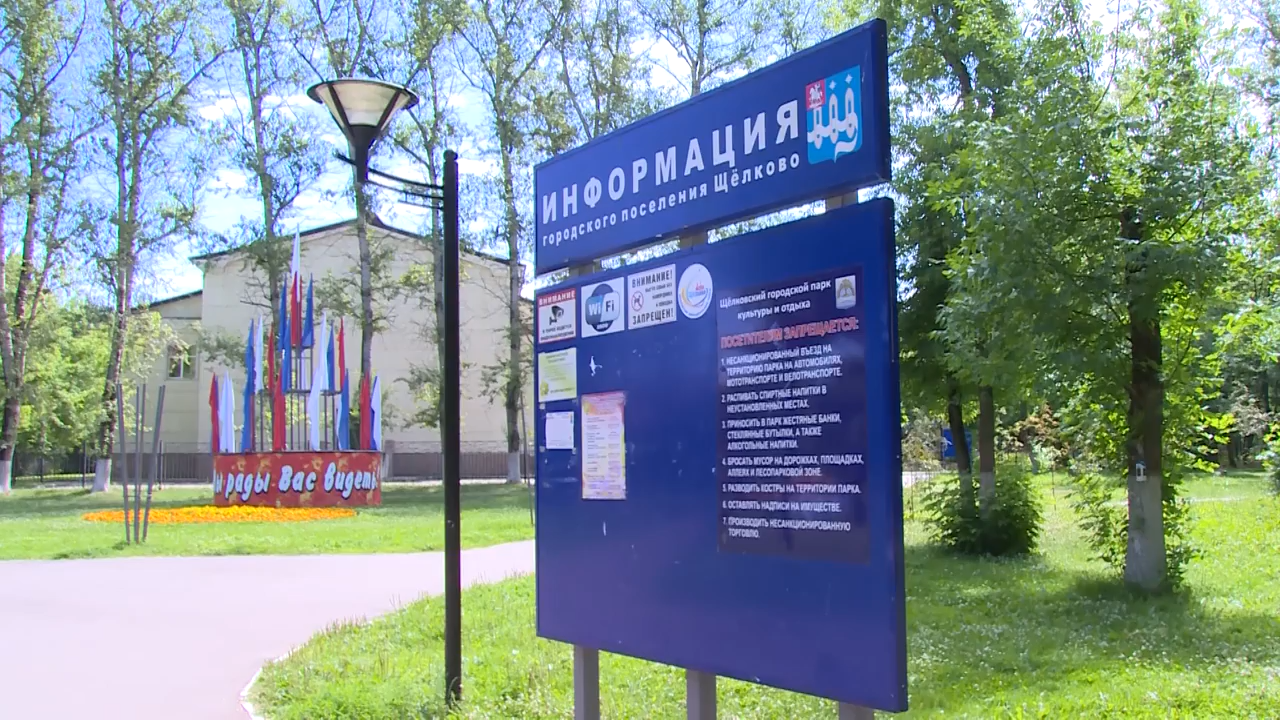 ИНФОРМАЦИЯ
городского поселения Щёлково
ВНИМАНИЕ!
Wi Fi
ВНИМАНИЕ!
ЗАПРЕЩЕН!
Щёлковский городской парк
культуры и отдыха
ПОСЕТИТЕЛЯМ ЗАПРЕЩАЕТСЯ:
1. НЕСАНКЦИОНИРОВАННЫЙ ВЪЕЗД НА
ТЕРРИТОРИЮ ПАРКА НА АВТОМОБИЛЯХ,
МОТОТРАНСПОРТЕ И ВЕЛОТРАНСПОРТЕ.
2. РАСПИВАТЬ СПИРТНЫЕ НАПИТКИ В
НЕУСТАНОВЛЕННЫХ МЕСТАХ.
3. ПРИНОСИТЬ В ПАРК ЖЕСТЯНЫЕ БАНКИ,
СТЕКЛЯННЫЕ БУТЫЛКИ, А ТАКЖЕ
АЛКОГОЛЬНЫЕ НАПИТКИ.
4. БРОСАТЬ МУСОР НА ДОРОЖКАХ, ПЛОЩАДКАХ,
АЛЛЕЯХ И ЛЕСОПАРКОВОЙ ЗОНЕ.
5. РАЗВОДИТЬ КОСТРЫ НА ТЕРРИТОРИИ ПАРКА.
6. ОСТАВЛЯТЬ НАДПИСИ НА ИМУЩЕСТВЕ.
7. ПРОИЗВОДИТЬ НЕСАНКЦИОНИРОВАННУЮ
ТОРГОВЛЮ.
рады Вас видеть